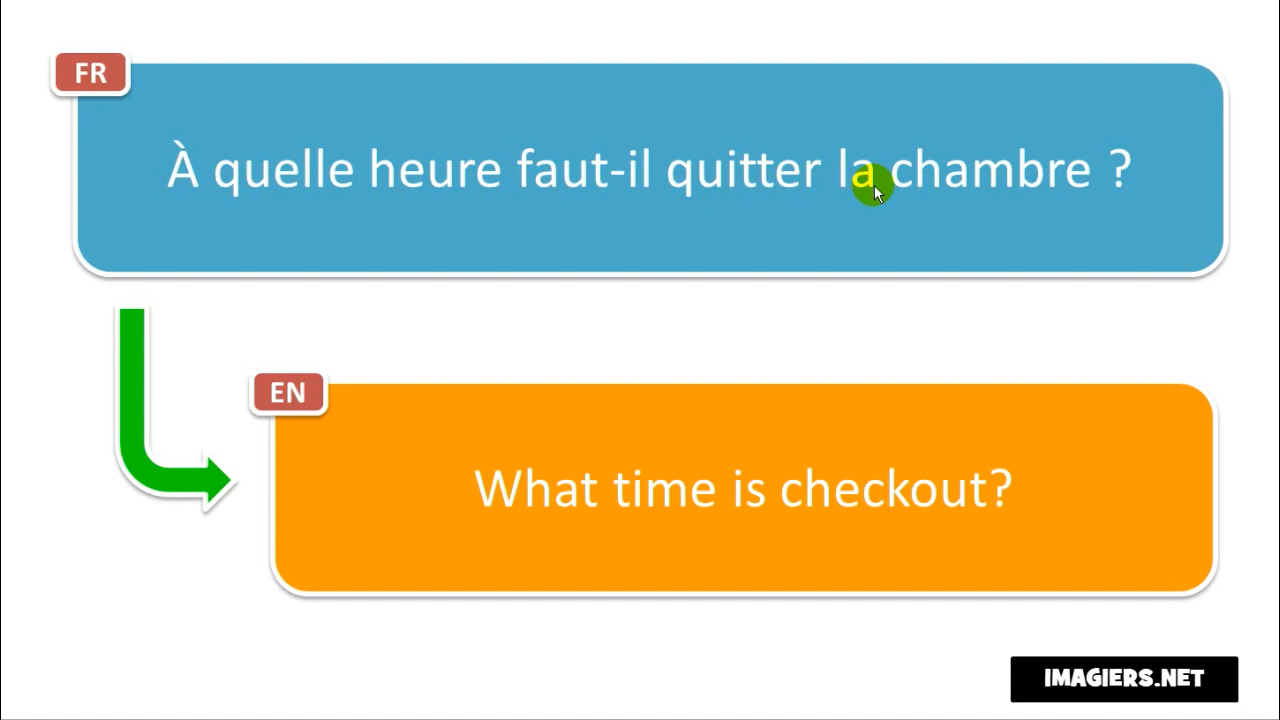 FR
À quelle heure faut-il quitter la chambre ?
EN
What time is checkout?
IMAGIERS.NET